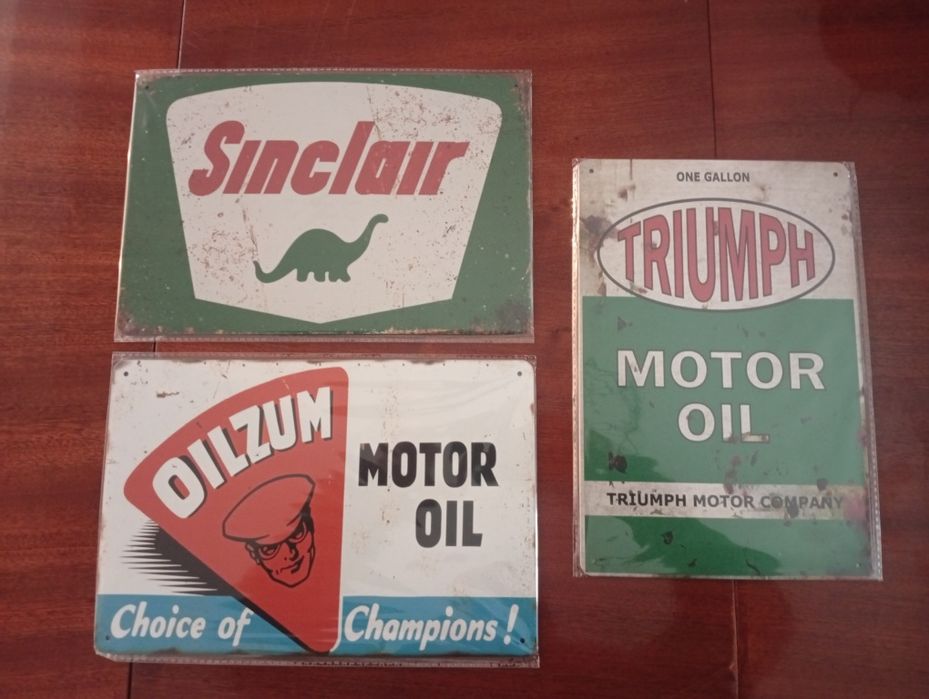 Sinclair
OILZUM
MOTOR
OIL
Choice of Champions!
ONE GALLON
TRIUMPH
MOTOR
OIL
TRIUMPH MOTOR COMPANY